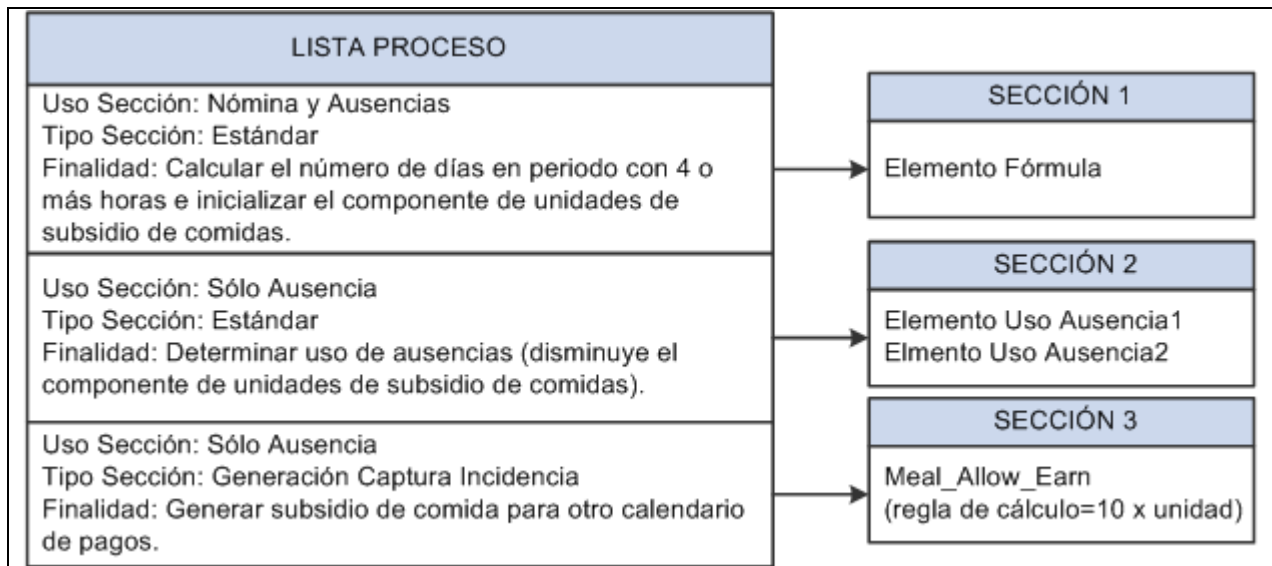 LISTA PROCESO
Uso Sección: Nómina y Ausencias
Tipo Sección: Estándar
Finalidad: Calcular el número de días en periodo con 4 o
más horas e inicializar el componente de unidades de
subsidio de comidas.
SECCIÓN 1
Elemento Fórmula
Uso Sección: Sólo Ausencia
Tipo Sección: Estándar
Finalidad: Determinar uso de ausencias (disminuye el
componente de unidades de subsidio de comidas).
SECCIÓN 2
Elemento Uso Ausencia1
Elmento Uso Ausencia2
Uso Sección: Sólo Ausencia
Tipo Sección: Generación Captura Incidencia
Finalidad: Generar subsidio de comida para otro calendario
de pagos.
SECCIÓN 3
Meal_Allow_Earn
(regla de cálculo=10 x unidad)